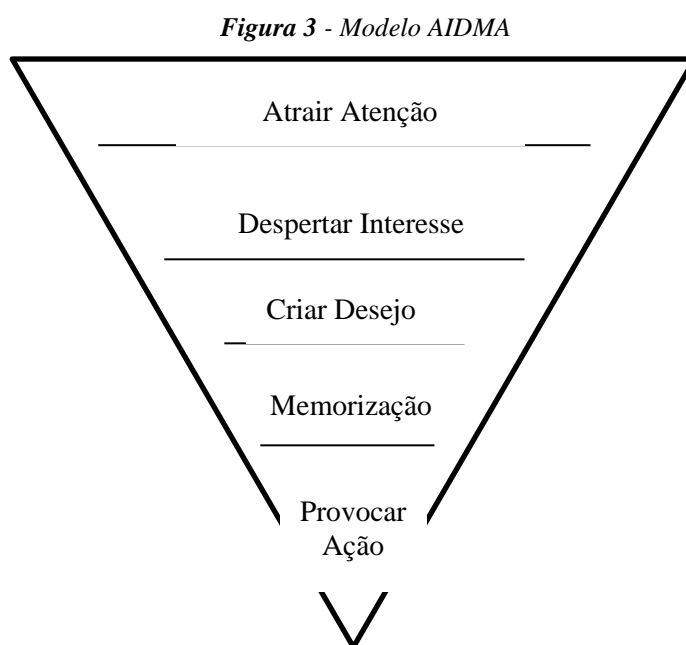 Figura 3 - Modelo AIDMA
Atrair Atenção
Despertar Interesse
Criar Desejo
Memorização
Provocar
Ação